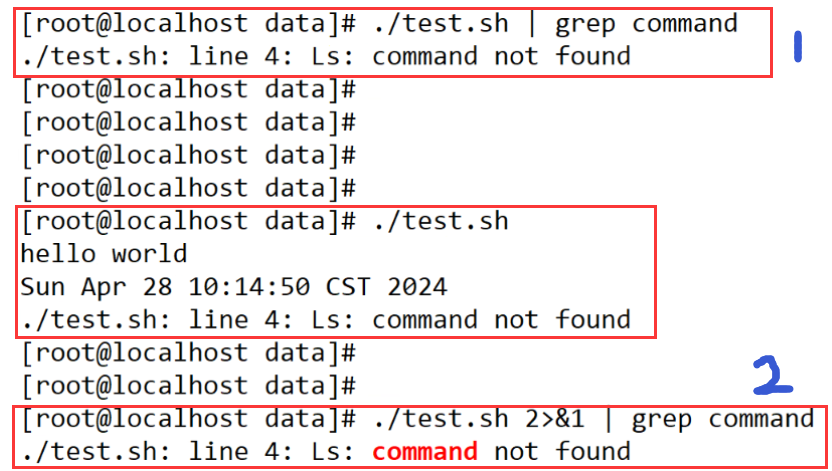 [root@localhost data]# ./test.sh | grep command
./test.sh: line 4: Ls: command not found
1
[root@localhost data]#
[root@localhost data]#
[root@localhost data]#
[root@localhost data]#
[root@localhost data]# ./test.sh
hello world
Sun Apr 28 10:14:50 CST 2024
./test.sh: line 4: Ls: command not found
[root@localhost data]#
[root@localhost data]#
2
[root@localhost data]# ./test.sh 2>&1 | grep command
./test.sh: line 4: Ls: command not found